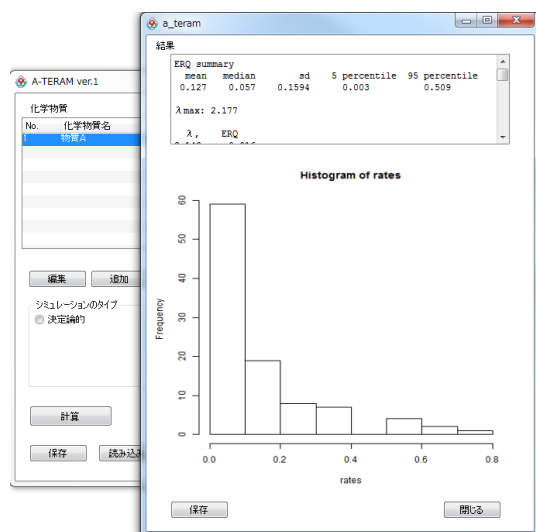 a_teram
結果
ERQ summary
mean median sd 5 percentile 95 percentile
0.127 0.057 0.1594 0.003 0.509
λmax: 2.177
λ, ERQ
Histogram of rates
60
50
40
30
20
10
0
Frequency
0.0 0.2 0.4 0.6 0.8
rates
保存 閉じる
A-TERAM ver.1
化学物質
No. 化学物質名
1 物質A
編集 追加
シミュレーションのタイプ
決定論的
計算
保存 読み込み